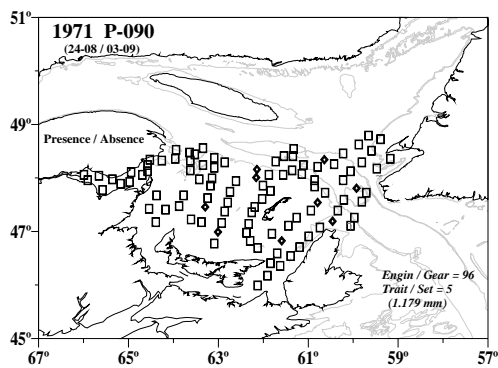 51º
1971 P-090
(24-08 / 03-09)
49º
Presence / Absence
47º
Engin / Gear = 96
Trait / Set = 5
(1.179 mm)
45º
67º 65º 63º 61º 59º 57º